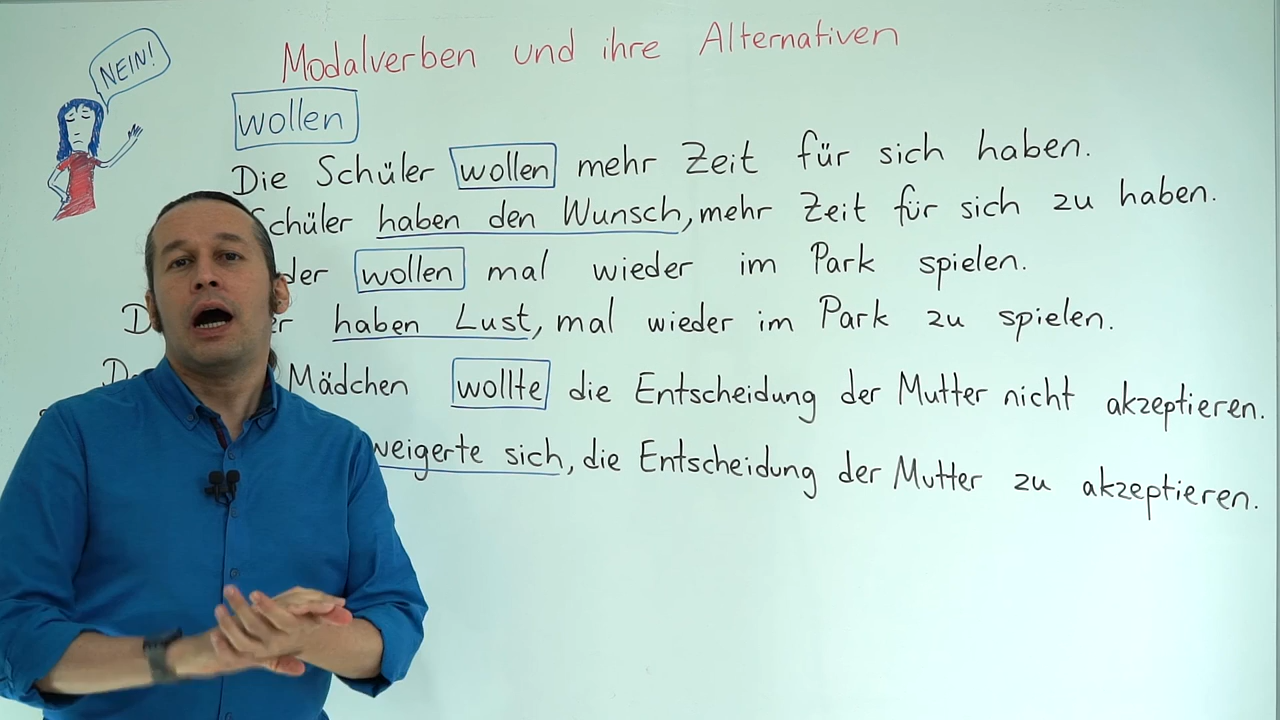 NEIN!
Modalverben und ihre Alternativen
wollen
Die Schüler wollen mehr Zeit für sich haben.
Schüler haben den Wunsch, mehr Zeit für sich zu haben.
wollen mal wieder im Park spielen.
haben Lust, mal wieder im Park zu spielen.
Mädchen wollte die Entscheidung der Mutter nicht akzeptieren.
weigerte sich, die Entscheidung der Mutter zu akzeptieren.